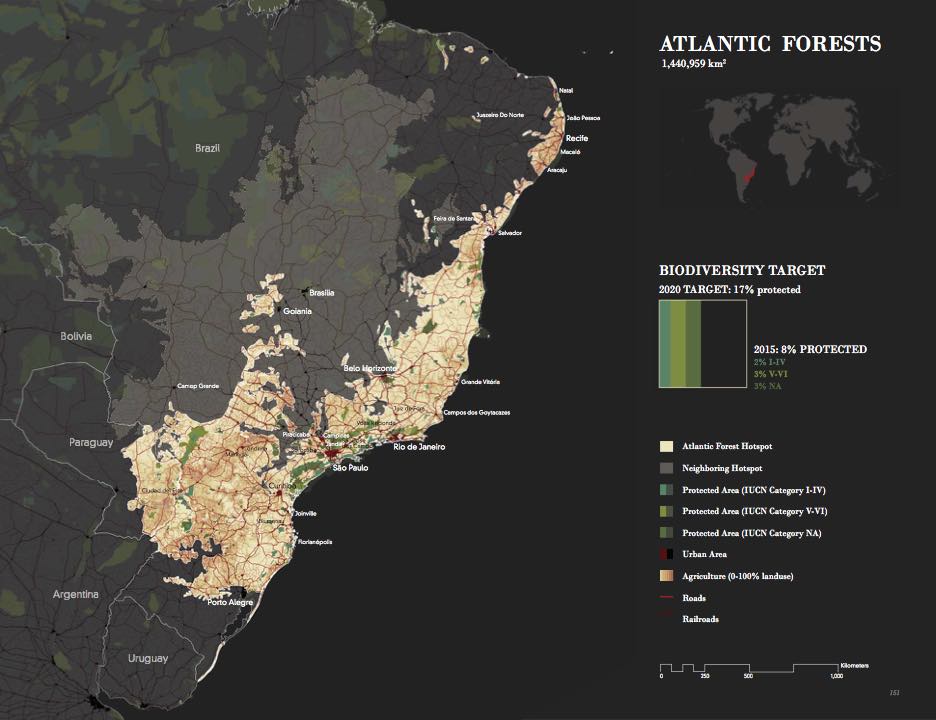 ATLANTIC FORESTS
1,440,959 km²
Natal
Juazeiro Do Norte
João Pessoa
Recife
Maceió
Brazil
Aracaju
Feira de Santana
Salvador
BIODIVERSITY TARGET
2020 TARGET: 17% protected
Brasília
Goiania
Bolivia
2015: 8% PROTECTED
2% I-IV
3% V-VI
3% NA
Belo Horizonte
Grande Vitória
Campos dos Goytacazes
Volta Redonda
Piracicaba
Campinas
Jundiaí
Paraguay
Rio de Janeiro
Londrina
São Paulo
Curitiba
Joinville
Florianópolis
Atlantic Forest Hotspot
Neighboring Hotspot
Protected Area (IUCN Category I-IV)
Protected Area (IUCN Category V-VI)
Protected Area (IUCN Category NA)
Urban Area
Agriculture (0-100% landuse)
Roads
Railroads
Argentina
Porto Alegre
Uruguay
Kilometers
0 250 500 1,000
151